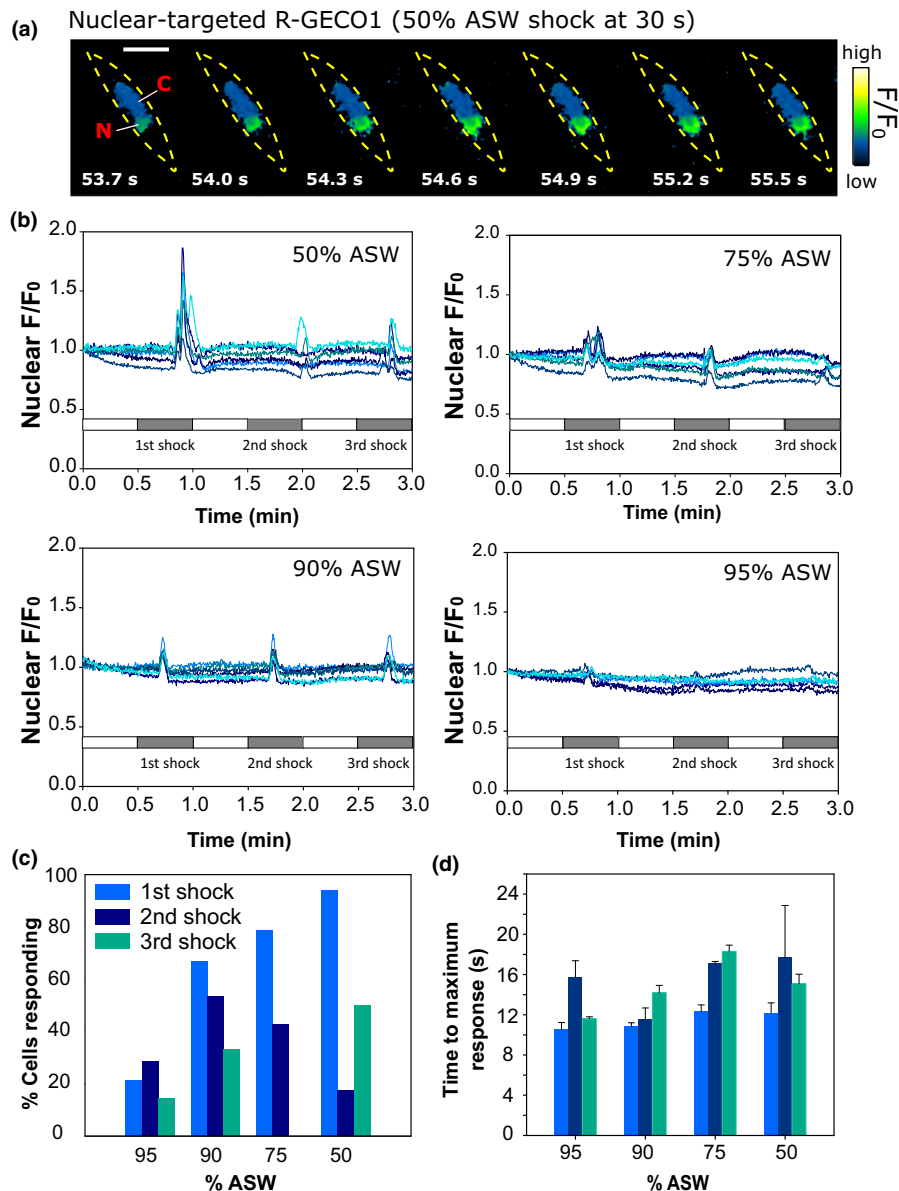 (a)
Nuclear-targeted R-GECO1 (50% ASW shock at 30 s)
C
N
53.7 s
54.0 s
54.3 s
54.6 s
54.9 s
55.2 s
55.5 s
high
F/F0
low
(b)
Nuclear F/F0
2.0
1.5
1.0
0.5
0.0
50% ASW
1st shock
2nd shock
3rd shock
0.0 0.5 1.0 1.5 2.0 2.5 3.0
Time (min)
Nuclear F/F0
2.0
1.5
1.0
0.5
0.0
75% ASW
1st shock
2nd shock
3rd shock
0.0 0.5 1.0 1.5 2.0 2.5 3.0
Time (min)
Nuclear F/F0
2.0
1.5
1.0
0.5
0.0
90% ASW
1st shock
2nd shock
3rd shock
0.0 0.5 1.0 1.5 2.0 2.5 3.0
Time (min)
Nuclear F/F0
2.0
1.5
1.0
0.5
0.0
95% ASW
1st shock
2nd shock
3rd shock
0.0 0.5 1.0 1.5 2.0 2.5 3.0
Time (min)
(c)
% Cells responding
100
80
60
40
20
0
1st shock
2nd shock
3rd shock
95 90 75 50
% ASW
(d)
Time to maximum
response (s)
24
20
16
12
8
4
0
95 90 75 50
% ASW